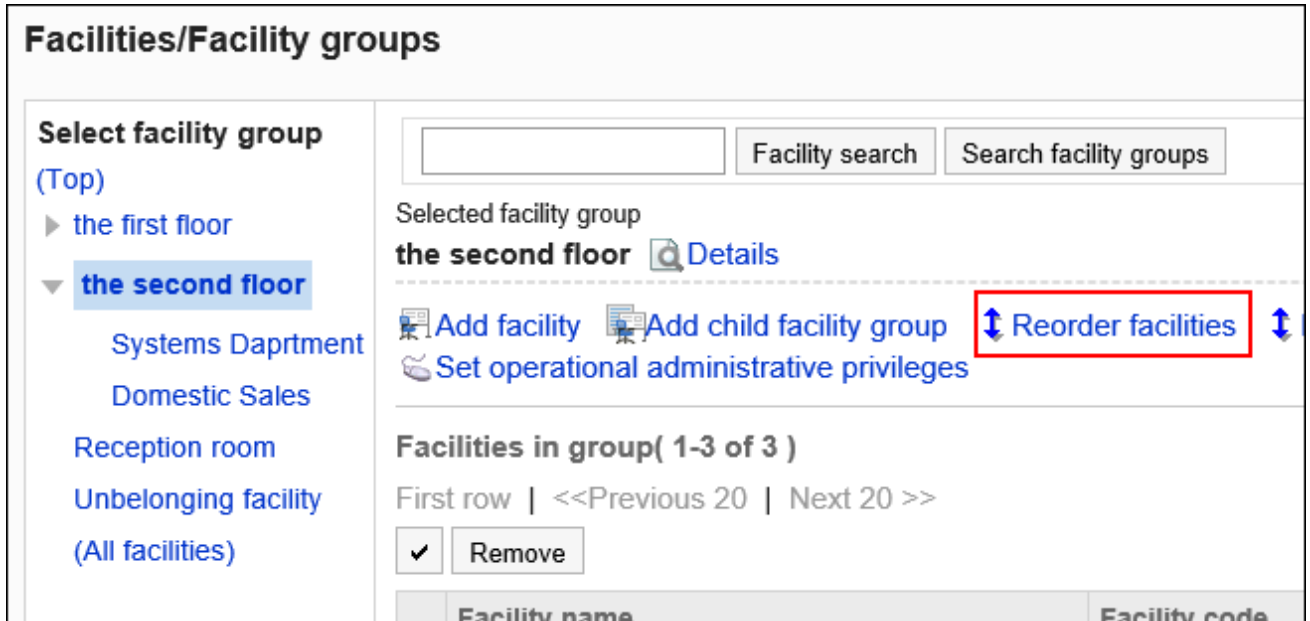 Facilities/Facility groups
Select facility group
(Top)
the first floor
the second floor
Systems Daprtment
Domestic Sales
Reception room
Unbelonging facility
(All facilities)
Facility search Search facility groups
Selected facility group
the second floor Details
Add facility Add child facility group Reorder facilities
Set operational administrative privileges
Facilities in group( 1-3 of 3 )
First row | <<Previous 20 | Next 20 >>
Remove
Facility name Facility code